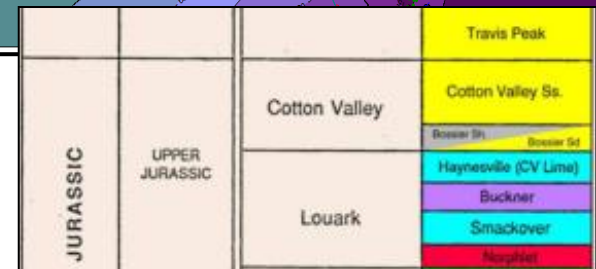 Travis Peak
Cotton Valley Ss.
Cotton Valley
Bossier Sh.
Bossier Sd
UPPER
JURASSIC
JURASSIC
Haynesville (CV Lime)
Buckner
Louark
Smackover
Norphlet